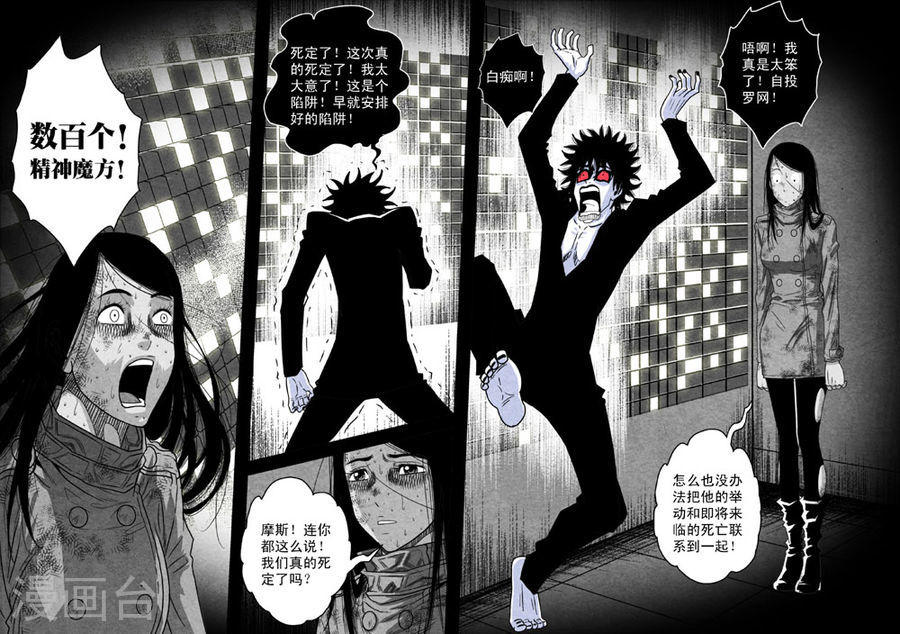 数百个！
精神魔方！
死定了！这次真
的死定了！我太
大意了！这是个
陷阱！早就安排
好的陷阱！
摩斯！连你
都这么说！
我们真的死
定了吗？
白痴啊！
唔啊！我
真是太笨
了！自投
罗网！
怎么也没办
法把他的举
动和即将来
临的死亡联
系到一起！
漫画台